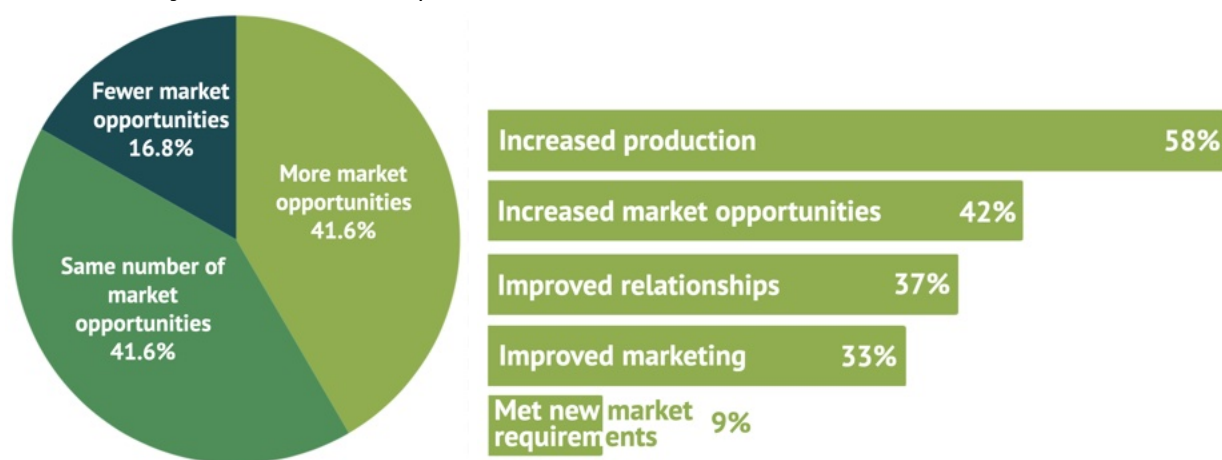 Fewer market
opportunities
16.8%
More market
opportunities
41.6%
Same number of
market
opportunities
41.6%
Increased production 58%
Increased market opportunities 42%
Improved relationships 37%
Improved marketing 33%
Met new market
requirements 9%